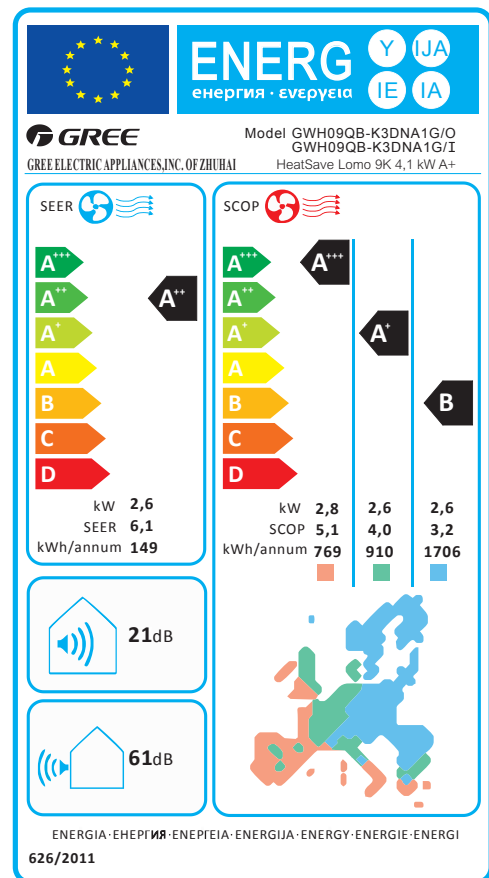 ENERG
енергия · ενεργεια
Y IJA
IE IA
GREE
GREE ELECTRIC APPLIANCES,INC. OF ZHUHAI
Model GWH09QB-K3DNA1G/O
GWH09QB-K3DNA1G/I
HeatSave Lomo 9K 4,1 kW A+
SEER
A+++
A++
A+
A
B
C
D
A++
kW 2,6
SEER 6,1
kWh/annum 149
SCOP
A+++
A++
A+
A
B
C
D
A+++
A+
B
kW 2,8 2,6 2,6
SCOP 5,1 4,0 3,2
kWh/annum 769 910 1706
21dB
61dB
ENERGIA·ЕНЕРГИЯ·ΕΝΕΡΓΕΙΑ·ENERGIJA·ENERGY·ENERGIE·ENERGI
626/2011